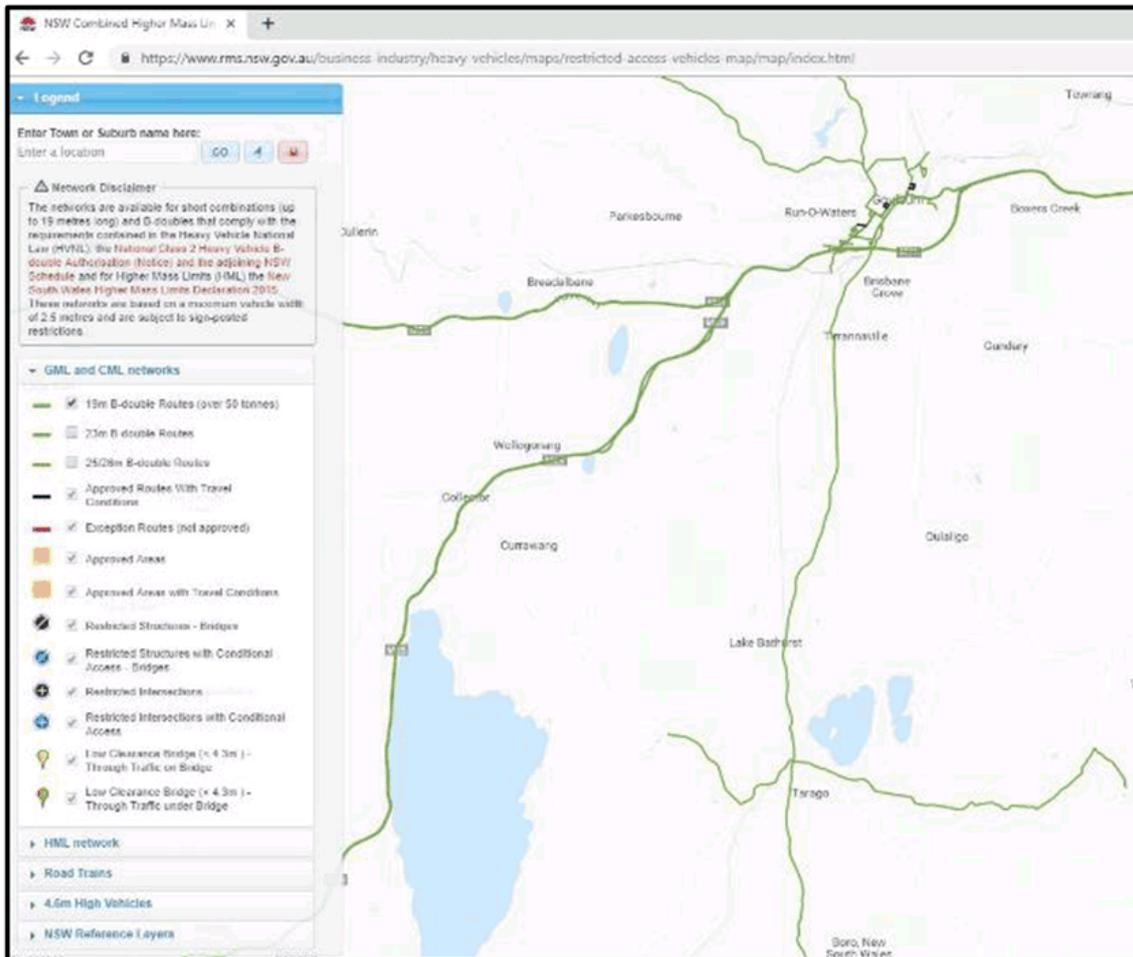 NSW Combined Higher Mass Lin
https://www.rms.nsw.gov.au/business-industry/heavy-vehicles/maps/restricted-access-vehicles-map/map/index.html
Legend
Enter Town or Suburb name here:
Enter a location
GO
Network Disclaimer
The networks are available for short combinations (up
to 19 metres long) and B-doubles that comply with the
requirements contained in the Heavy Vehicle National
Law (HVNL), the National Class 2 Heavy Vehicle B-
double Authorisation (Notice) and the adjoining NSW
Schedule and for Higher Mass Limits (HML) the New
South Wales Higher Mass Limits Declaration 2015.
These networks are based on a maximum vehicle width
of 2.5 metres and are subject to sign-posted
restrictions.
GML and CML networks
19m B-double Routes (over 50 tonnes)
23m B-double Routes
25/26m B-double Routes
Approved Routes With Travel
Conditions
Exception Routes (not approved)
Approved Areas
Approved Areas with Travel Conditions
Restricted Structures - Bridges
Restricted Structures with Conditional
Access - Bridges
Restricted Intersections
Restricted Intersections with Conditional
Access
Low Clearance Bridge (< 4.3m ) -
Through Traffic on Bridge
Low Clearance Bridge (< 4.3m ) -
Through Traffic under Bridge
HML network
Road Trains
4.6m High Vehicles
NSW Reference Layers
Towrang
Goulburn
Run-O-Waters
Parkesbourne
Boxers Creek
Cullerin
Breadalbane
Brisbane
Grove
Tirrannaville
Gundary
Wollogorang
Collector
Currawang
Quialigo
Lake Bathurst
Tarago
Boro, New
South Wales